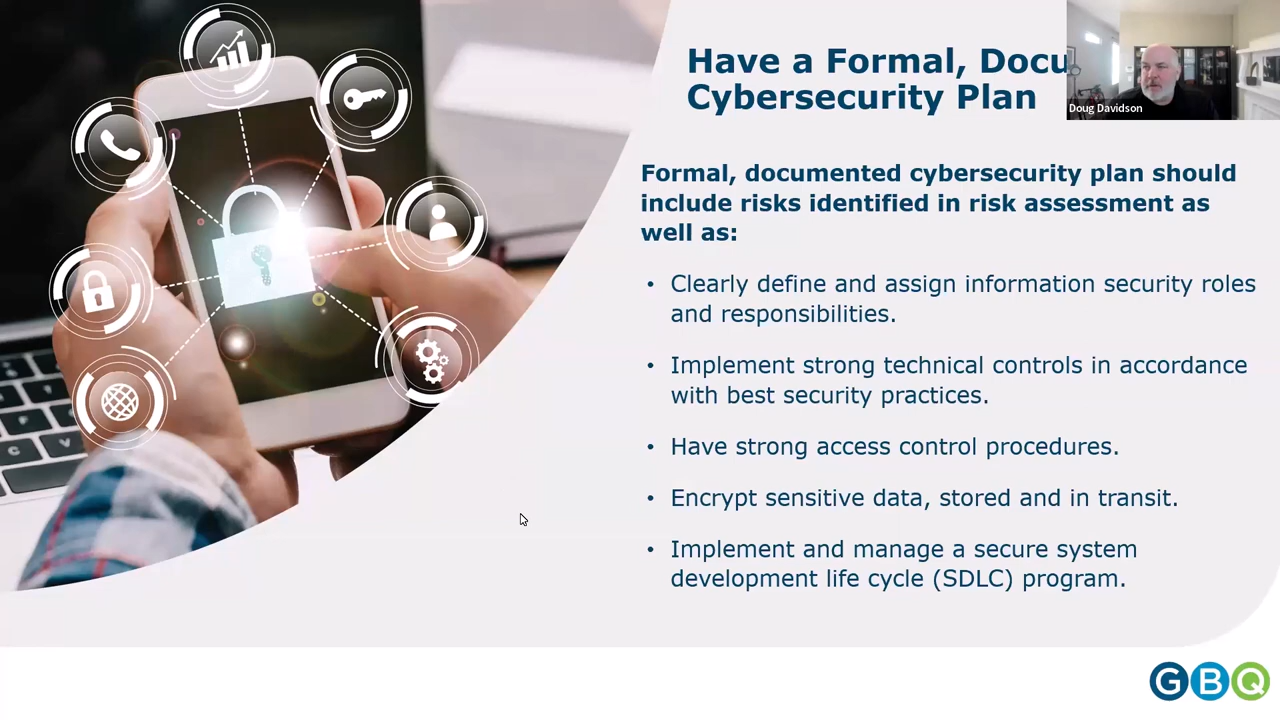 Have a Formal, Docu
Cybersecurity Plan
Doug Davidson
Formal, documented cybersecurity plan should
include risks identified in risk assessment as
well as:
• Clearly define and assign information security roles
and responsibilities.
• Implement strong technical controls in accordance
with best security practices.
• Have strong access control procedures.
• Encrypt sensitive data, stored and in transit.
• Implement and manage a secure system
development life cycle (SDLC) program.
GBQ